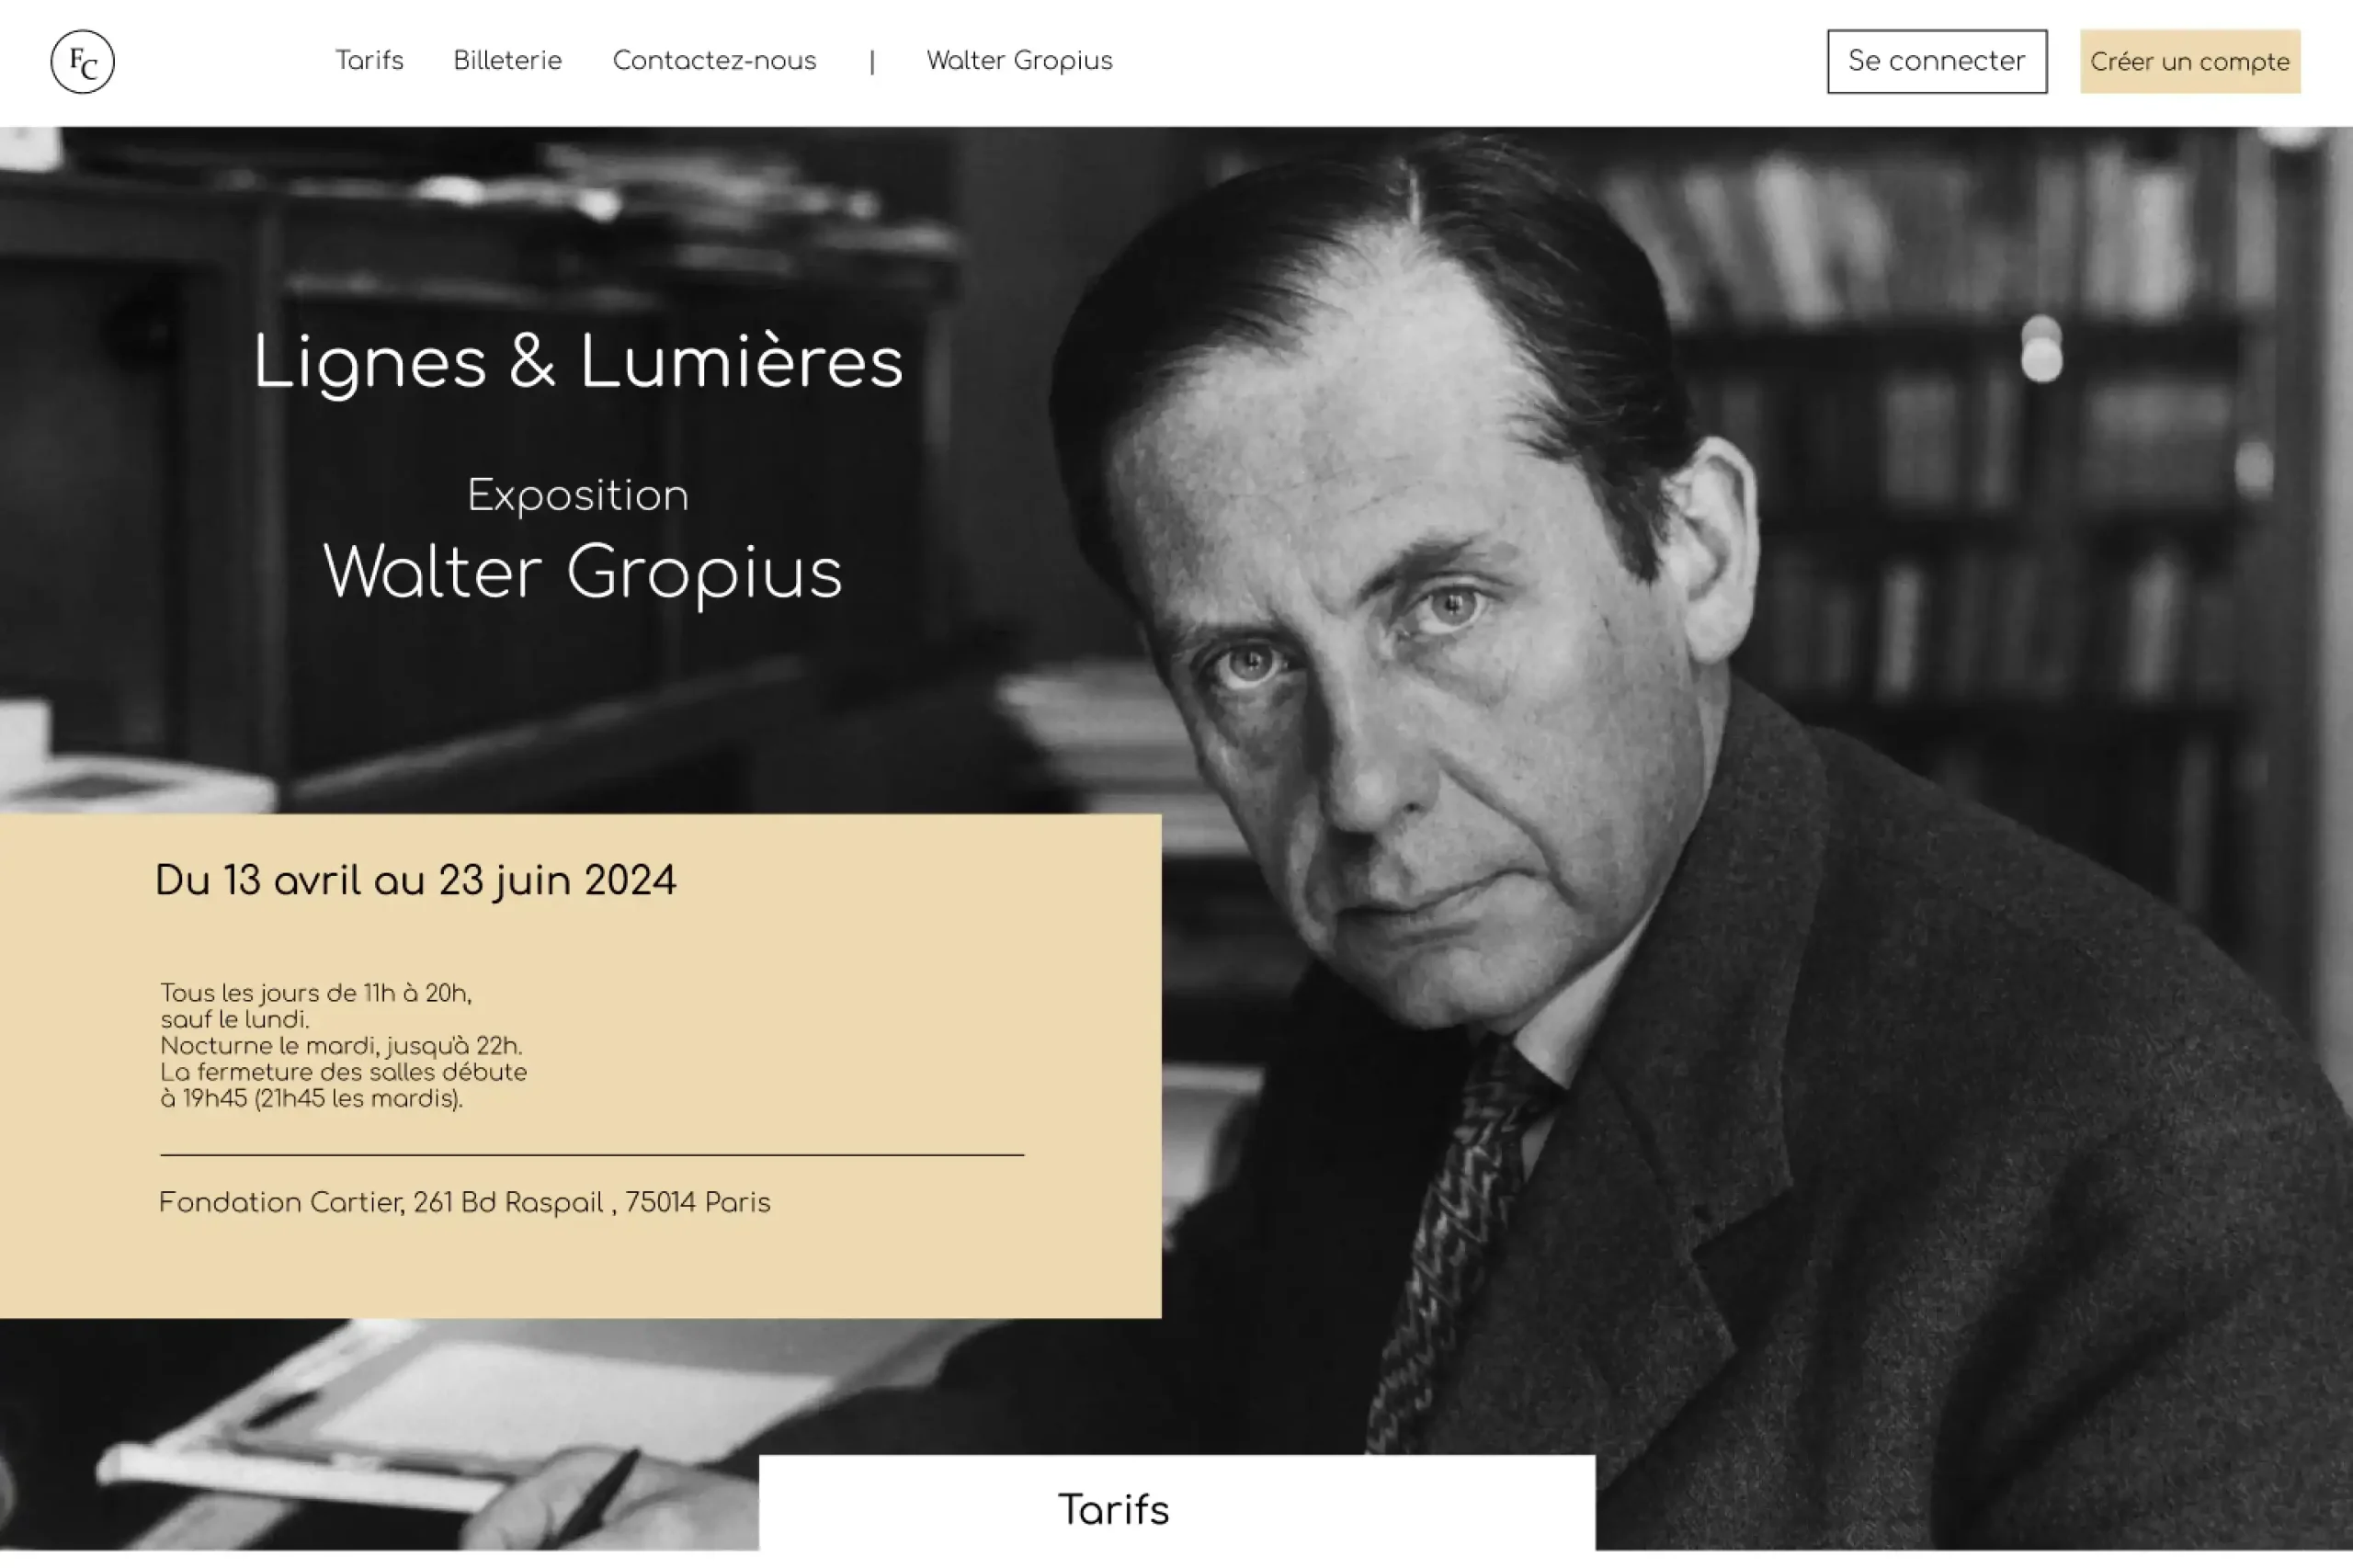 FC
Tarifs Billeterie Contactez-nous | Walter Gropius Se connecter Créer un compte
Lignes & Lumières
Exposition
Walter Gropius
Du 13 avril au 23 juin 2024
Tous les jours de 11h à 20h,
sauf le lundi.
Nocturne le mardi, jusqu'à 22h.
La fermeture des salles débute
à 19h45 (21h45 les mardis).
Fondation Cartier, 261 Bd Raspail , 75014 Paris
Tarifs